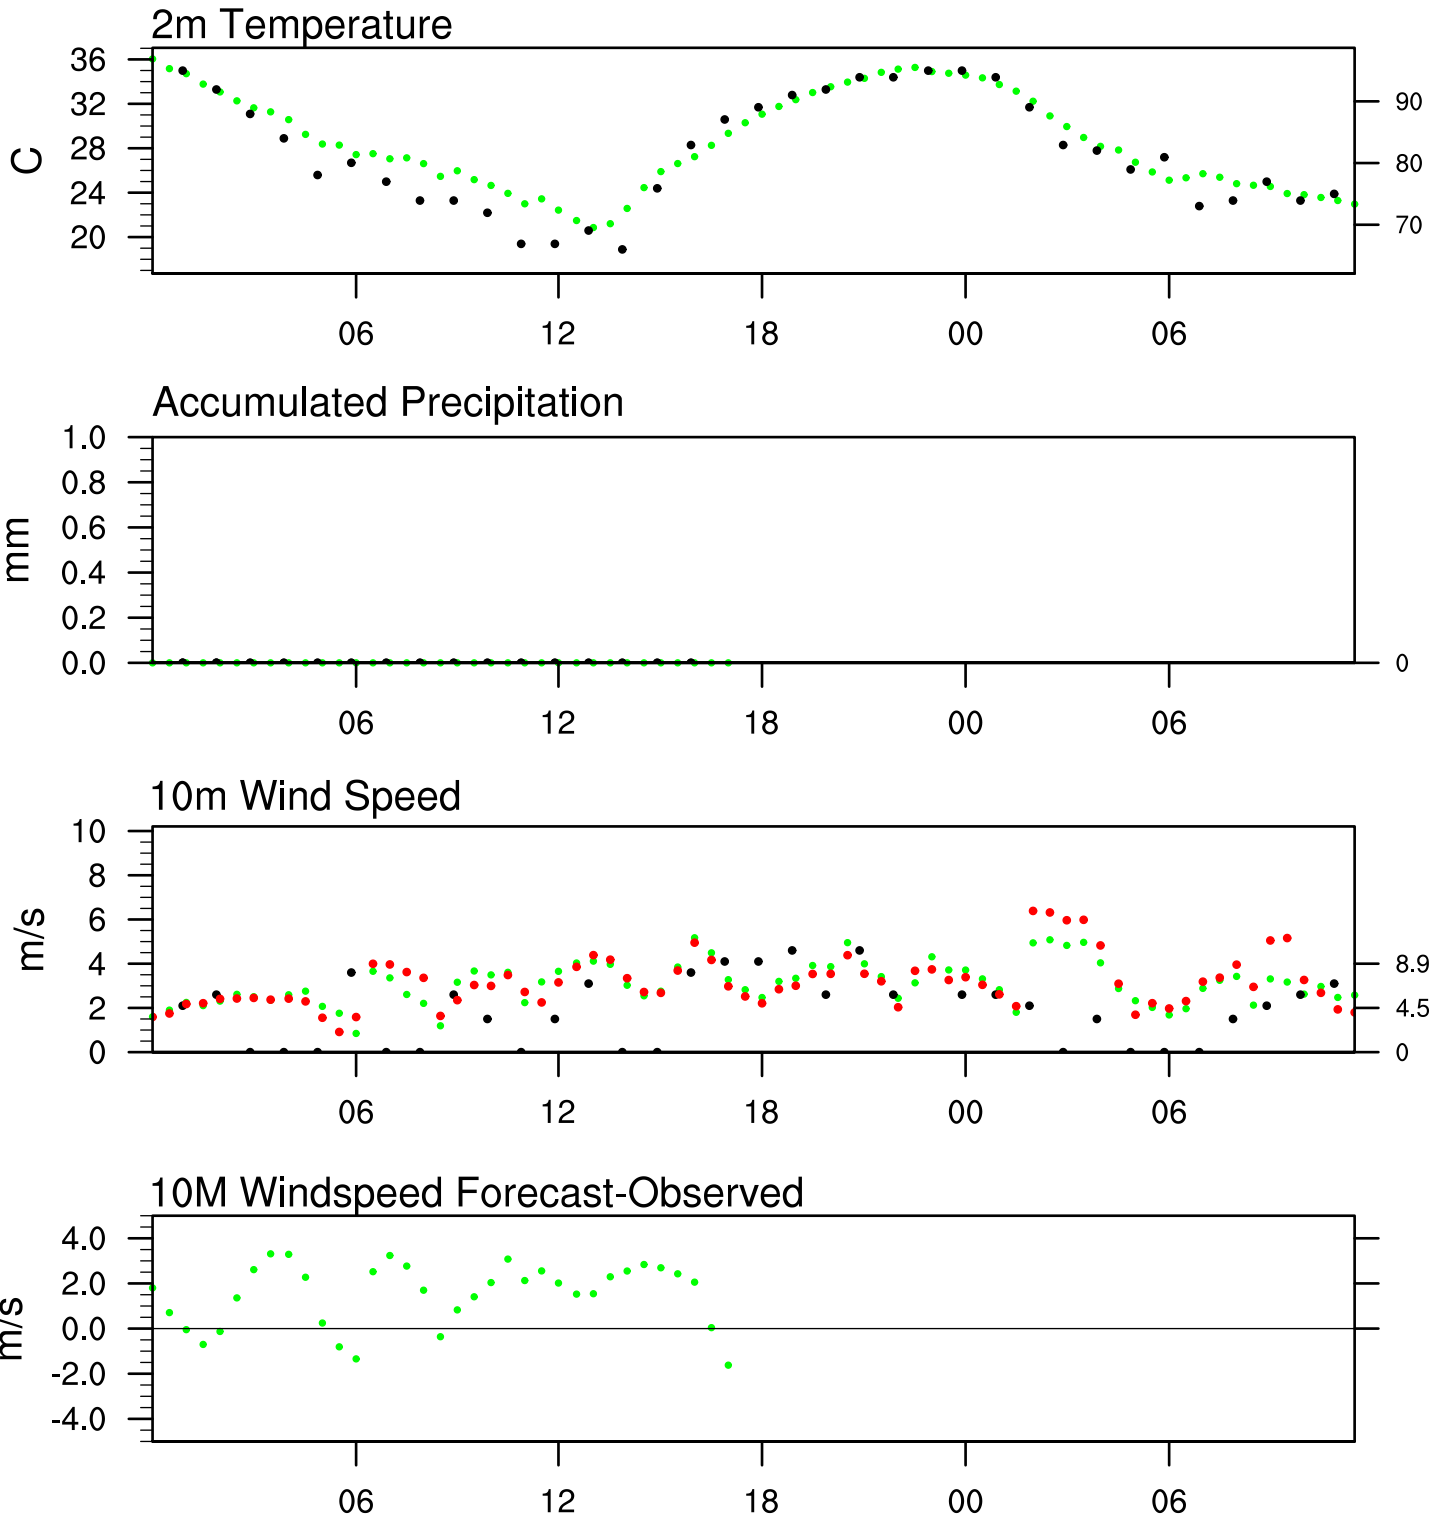 2m Temperature
36
32
28
24
20
C
90
80
70
06 12 18 00 06
Accumulated Precipitation
1.0
0.8
0.6
0.4
0.2
0.0
mm
0
06 12 18 00 06
10m Wind Speed
10
8
6
4
2
0
m/s
8.9
4.5
0
06 12 18 00 06
10M Windspeed Forecast-Observed
4.0
2.0
0.0
-2.0
-4.0
m/s
06 12 18 00 06